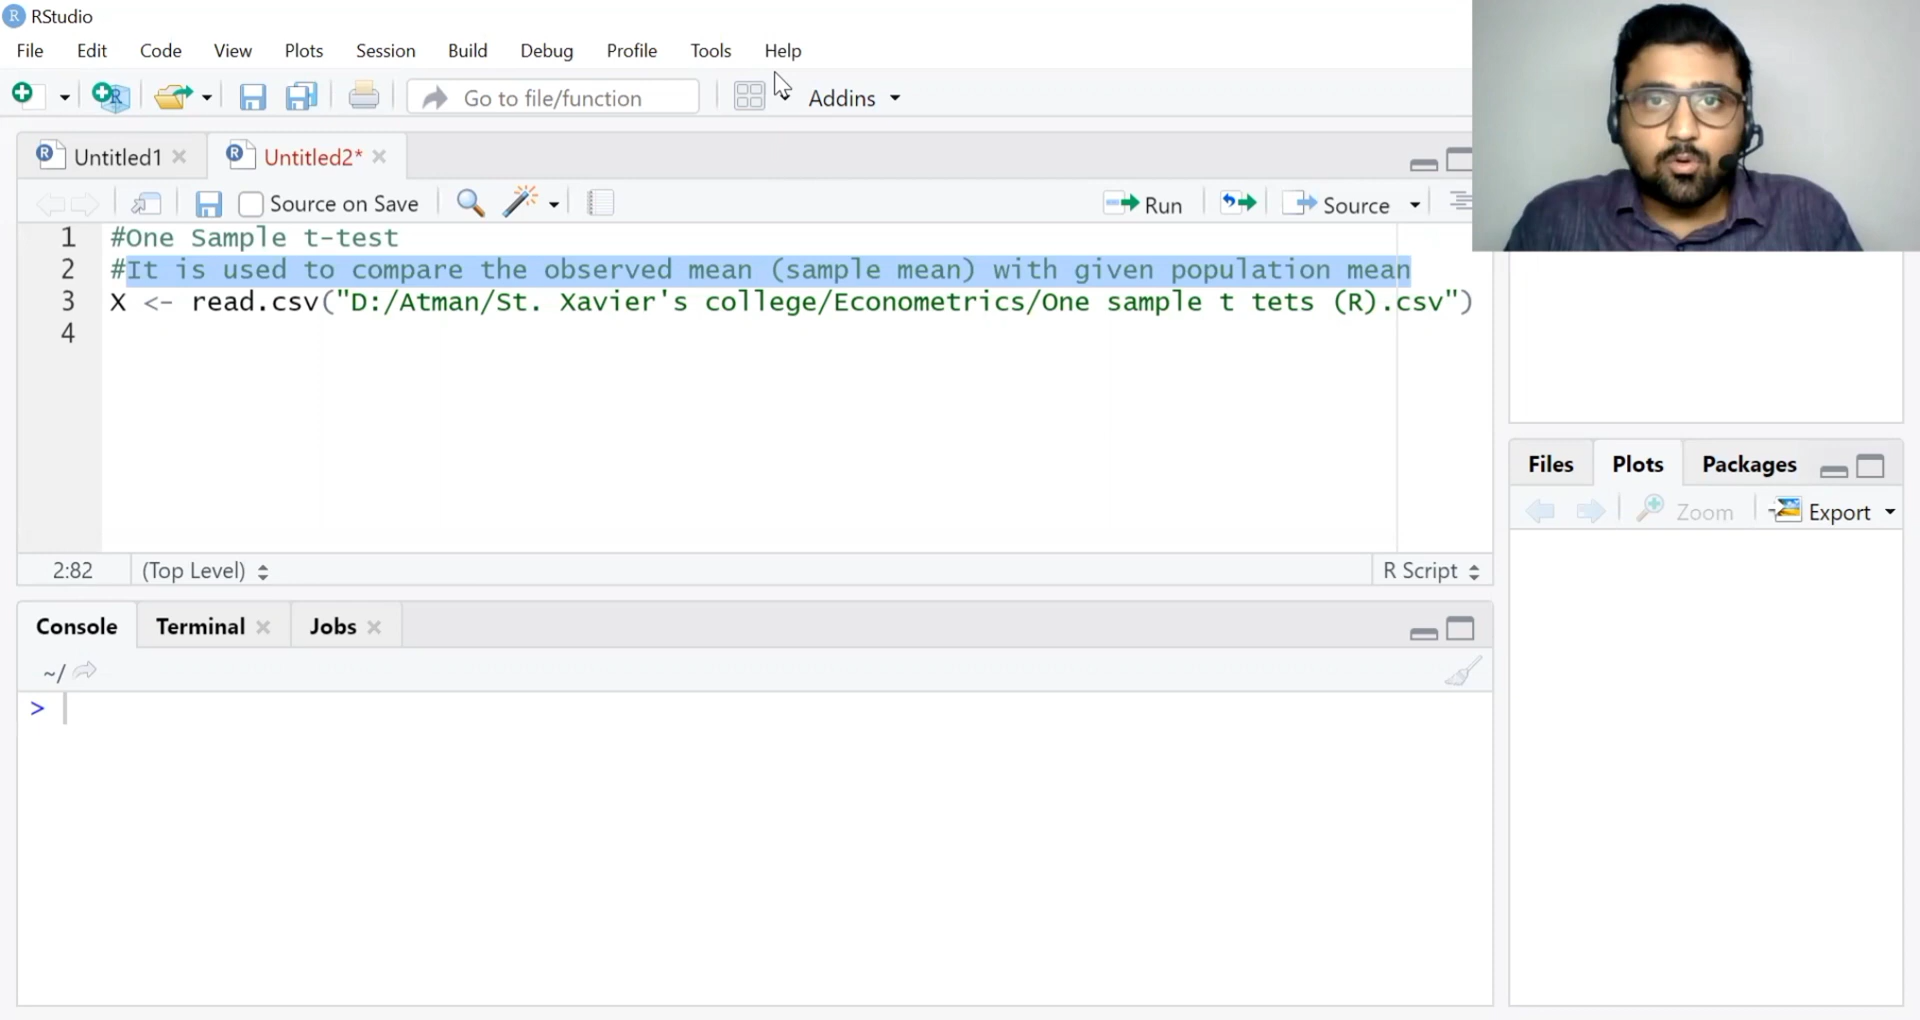 RStudio
File Edit Code View Plots Session Build Debug Profile Tools Help
Go to file/function Addins
Untitled1 Untitled2*
Source on Save Run Source
1 #One Sample t-test
2 #It is used to compare the observed mean (sample mean) with given population mean
3 X <- read.csv("D:/Atman/St. Xavier's college/Econometrics/One sample t tets (R).csv")
4
2:82 (Top Level) R Script
Files Plots Packages
Zoom Export
Console Terminal Jobs
~/
>